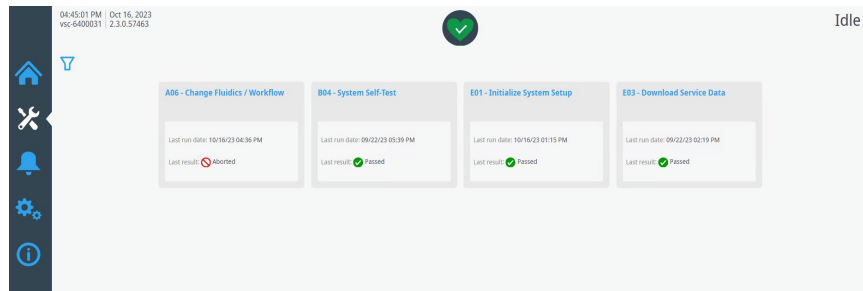 04:45:01 PM | Oct 16, 2023
vsc-6400031 | 2.3.0.57463
Idle
A06 - Change Fluidics / Workflow
Last run date: 10/16/23 04:36 PM
Last result: Aborted
B04 - System Self-Test
Last run date: 09/22/23 05:39 PM
Last result: Passed
E01 - Initialize System Setup
Last run date: 10/16/23 01:15 PM
Last result: Passed
E03 - Download Service Data
Last run date: 09/22/23 02:19 PM
Last result: Passed